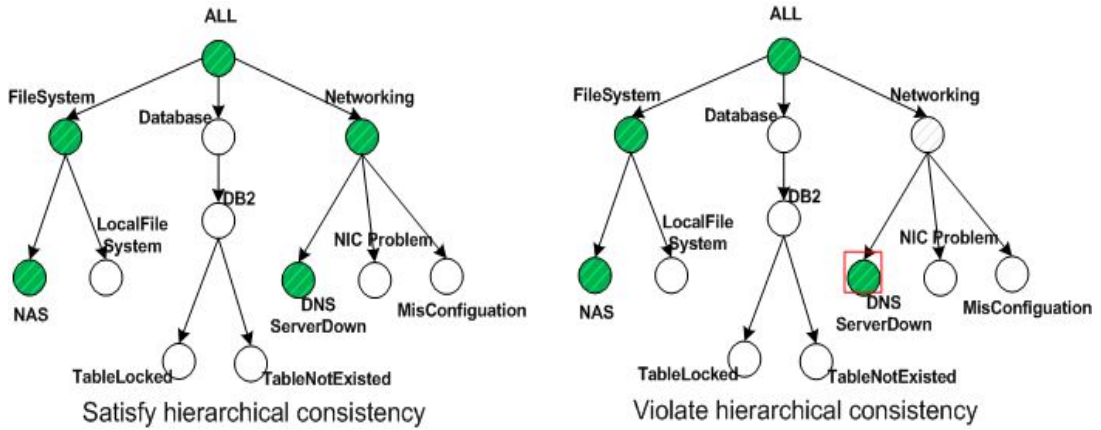 ALL
FileSystem
Database
Networking
DB2
LocalFile
System
NIC Problem
NAS
DNS
ServerDown
MisConfiguation
TableLocked
TableNotExisted
Satisfy hierarchical consistency
ALL
FileSystem
Database
Networking
DB2
LocalFile
System
NIC Problem
NAS
DNS
ServerDown
MisConfiguation
TableLocked
TableNotExisted
Violate hierarchical consistency